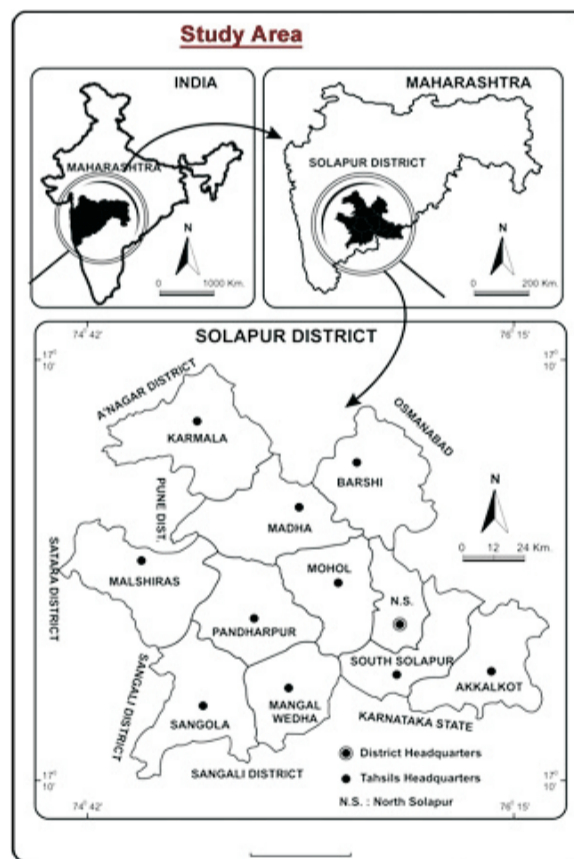 Study Area
INDIA
MAHARASHTRA
N
0 1000 Km.
MAHARASHTRA
SOLAPUR DISTRICT
N
0 200 Km.
74° 42'
SOLAPUR DISTRICT
76° 15'
17° 10'
17° 10'
A'NAGAR DISTRICT
KARMALA
OSMANABAD
BARSHI
N
0 12 24 Km.
PUNE DIST.
MADHA
SATARA DISTRICT
MALSHIRAS
MOHOL
N.S.
PANDHARPUR
SOUTH SOLAPUR
AKKALKOT
SANGALI DISTRICT
SANGOLA
MANGAL
WEDHA
KARNATAKA STATE
SANGALI DISTRICT
District Headquarters
Tahsils Headquarters
N.S. : North Solapur
17° 10'
17° 10'
74° 42'
76° 15'